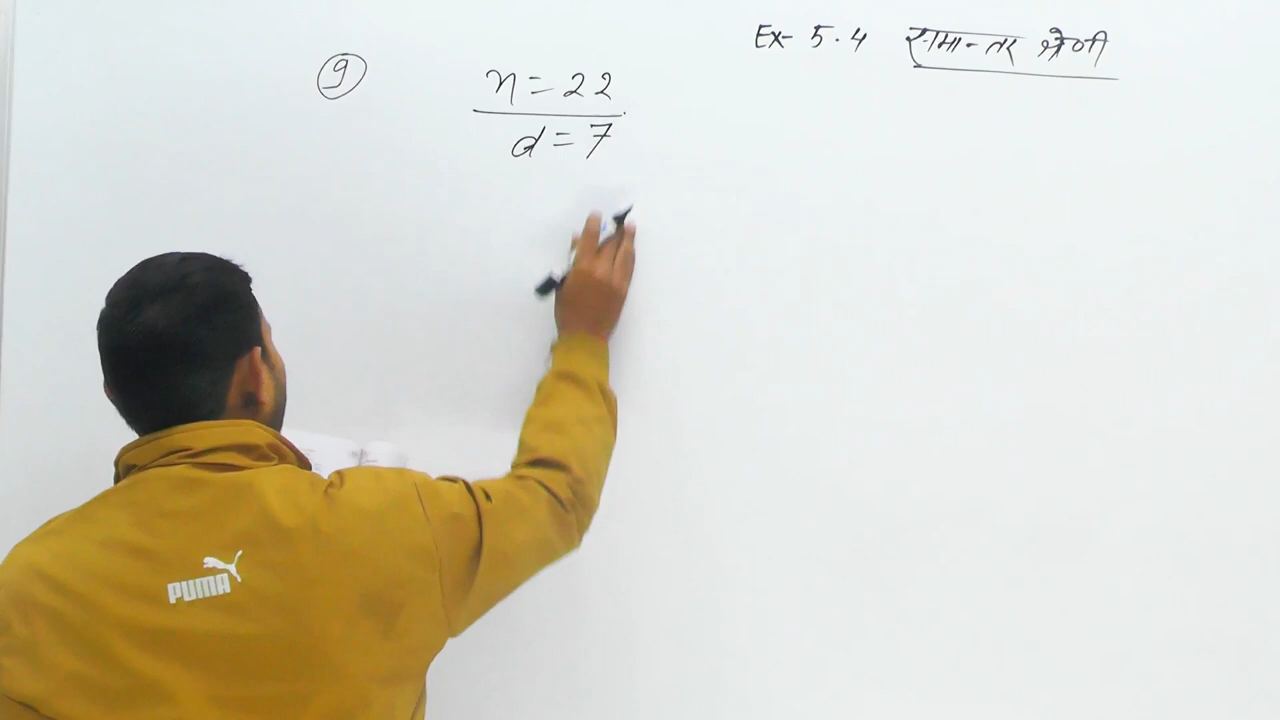 Ex- 5.4 समान्तर श्रेणी
9
n = 22
d = 7
PUMA